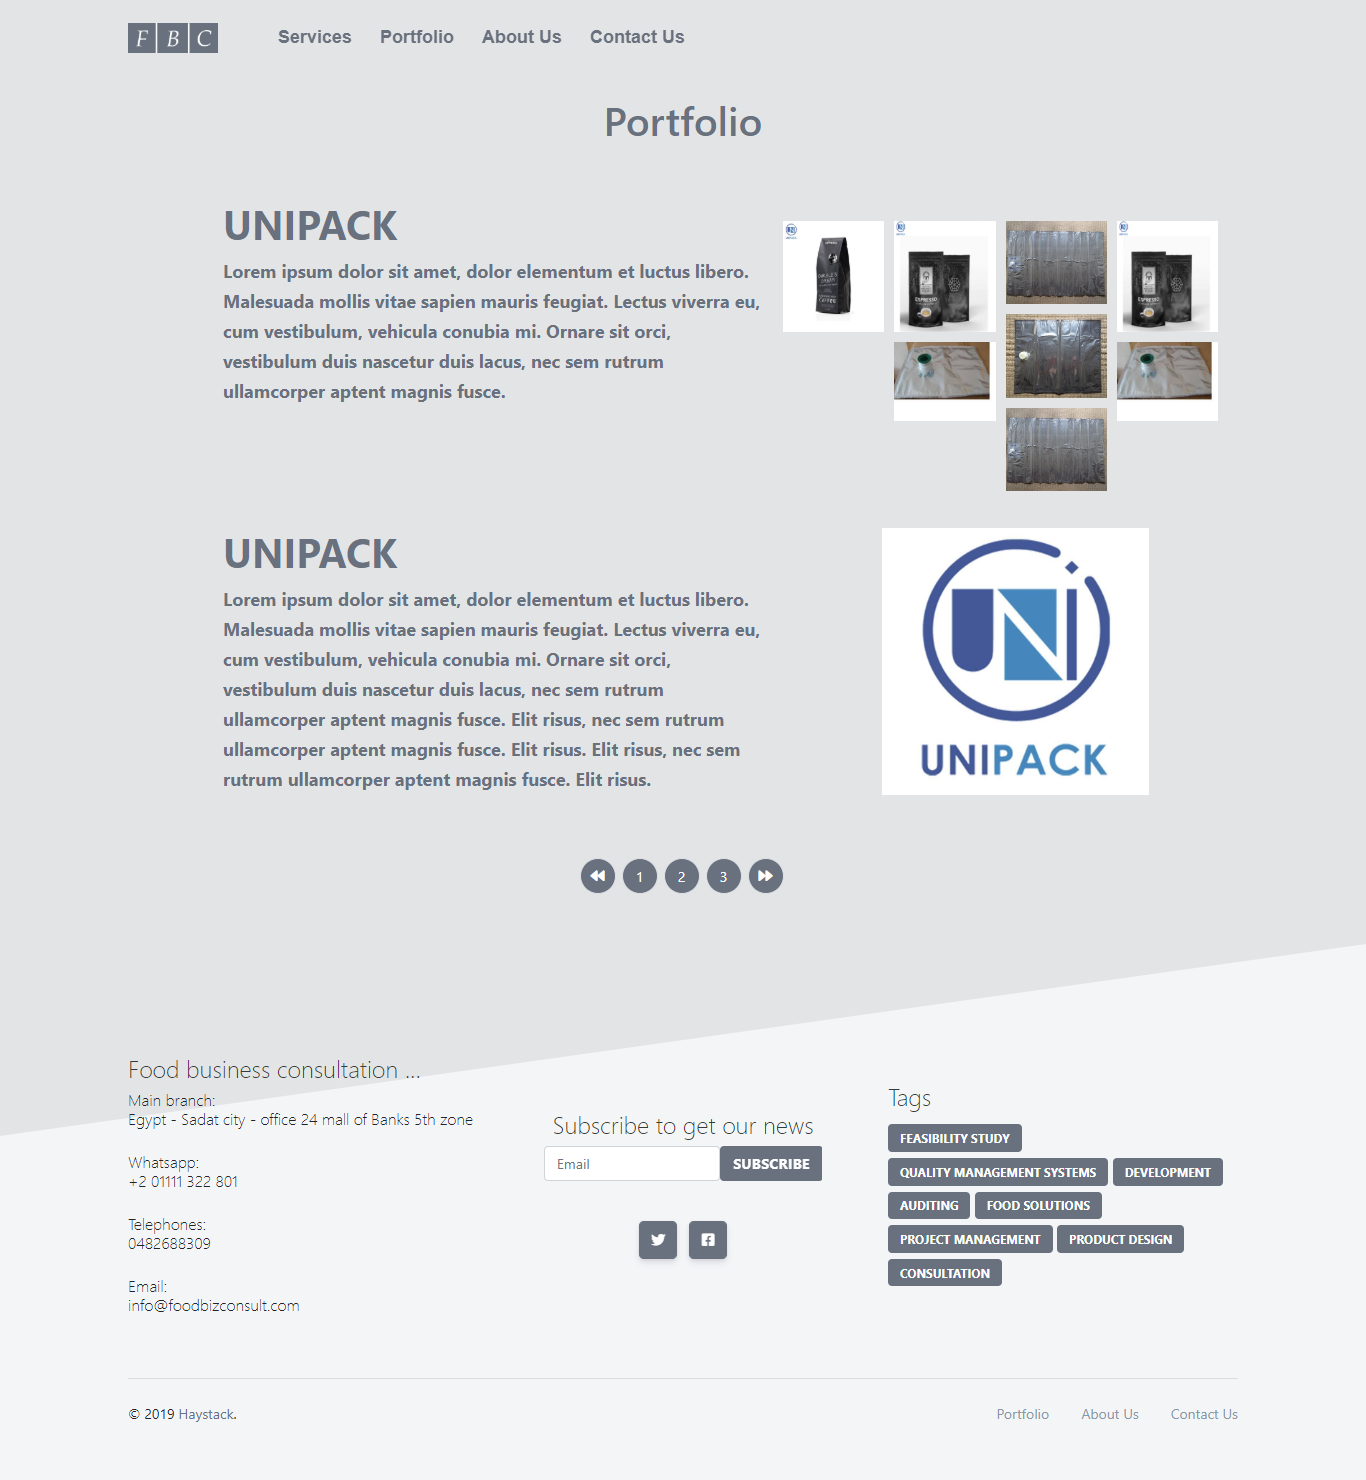 F B C
Services Portfolio About Us Contact Us
Portfolio
UNIPACK
Lorem ipsum dolor sit amet, dolor elementum et luctus libero.
Malesuada mollis vitae sapien mauris feugiat. Lectus viverra eu,
cum vestibulum, vehicula conubia mi. Ornare sit orci,
vestibulum duis nascetur duis lacus, nec sem rutrum
ullamcorper aptent magnis fusce.
ESPRESSO
ESPRESSO
UNIPACK
Lorem ipsum dolor sit amet, dolor elementum et luctus libero.
Malesuada mollis vitae sapien mauris feugiat. Lectus viverra eu,
cum vestibulum, vehicula conubia mi. Ornare sit orci,
vestibulum duis nascetur duis lacus, nec sem rutrum
ullamcorper aptent magnis fusce. Elit risus, nec sem rutrum
ullamcorper aptent magnis fusce. Elit risus. Elit risus, nec sem
rutrum ullamcorper aptent magnis fusce. Elit risus.
UNI
UNIPACK
1 2 3
Food business consultation ...
Main branch:
Egypt - Sadat city - office 24 mall of Banks 5th zone
Whatsapp:
+2 01111 322 801
Telephones:
0482688309
Email:
info@foodbizconsult.com
Subscribe to get our news
Email SUBSCRIBE
Tags
FEASIBILITY STUDY
QUALITY MANAGEMENT SYSTEMS DEVELOPMENT
AUDITING FOOD SOLUTIONS
PROJECT MANAGEMENT PRODUCT DESIGN
CONSULTATION
© 2019 Haystack.
Portfolio About Us Contact Us